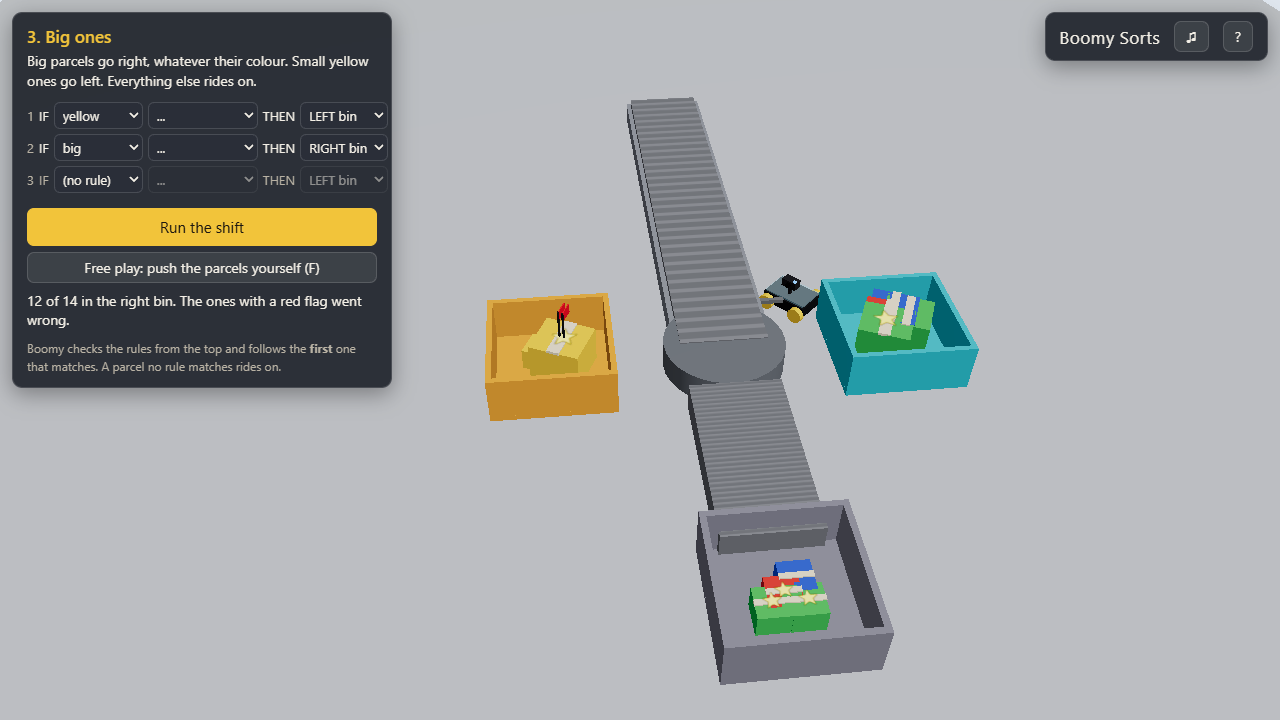 3. Big ones
Big parcels go right, whatever their colour. Small yellow
ones go left. Everything else rides on.
1 IF yellow ... THEN LEFT bin
2 IF big ... THEN RIGHT bin
3 IF (no rule) ... THEN LEFT bin
Run the shift
Free play: push the parcels yourself (F)
12 of 14 in the right bin. The ones with a red flag went
wrong.
Boomy checks the rules from the top and follows the first one
that matches. A parcel no rule matches rides on.
Boomy Sorts ♫ ?